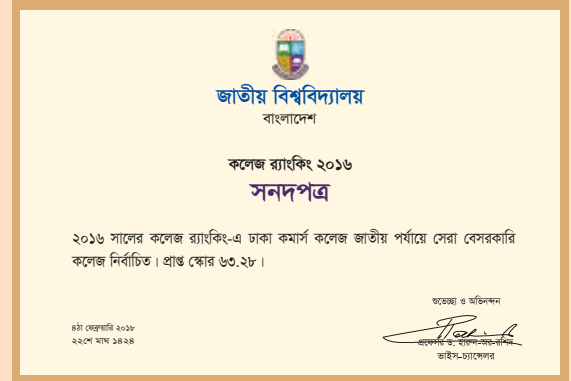 জাতীয় বিশ্ববিদ্যালয়
বাংলাদেশ
কলেজ র‍্যাংকিং ২০১৬
সনদপত্র
২০১৬ সালের কলেজ র‍্যাংকিং-এ ঢাকা কমার্স কলেজ জাতীয় পর্যায়ে সেরা বেসরকারি
কলেজ নির্বাচিত। প্রাপ্ত স্কোর ৬৩.২৮।
শুভেচ্ছা ও অভিনন্দন
৪ঠা ফেব্রুয়ারি ২০১৮
২২শে মাঘ ১৪২৪
প্রফেসর ড. হারুন-অর-রশিদ
ভাইস-চ্যান্সেলর